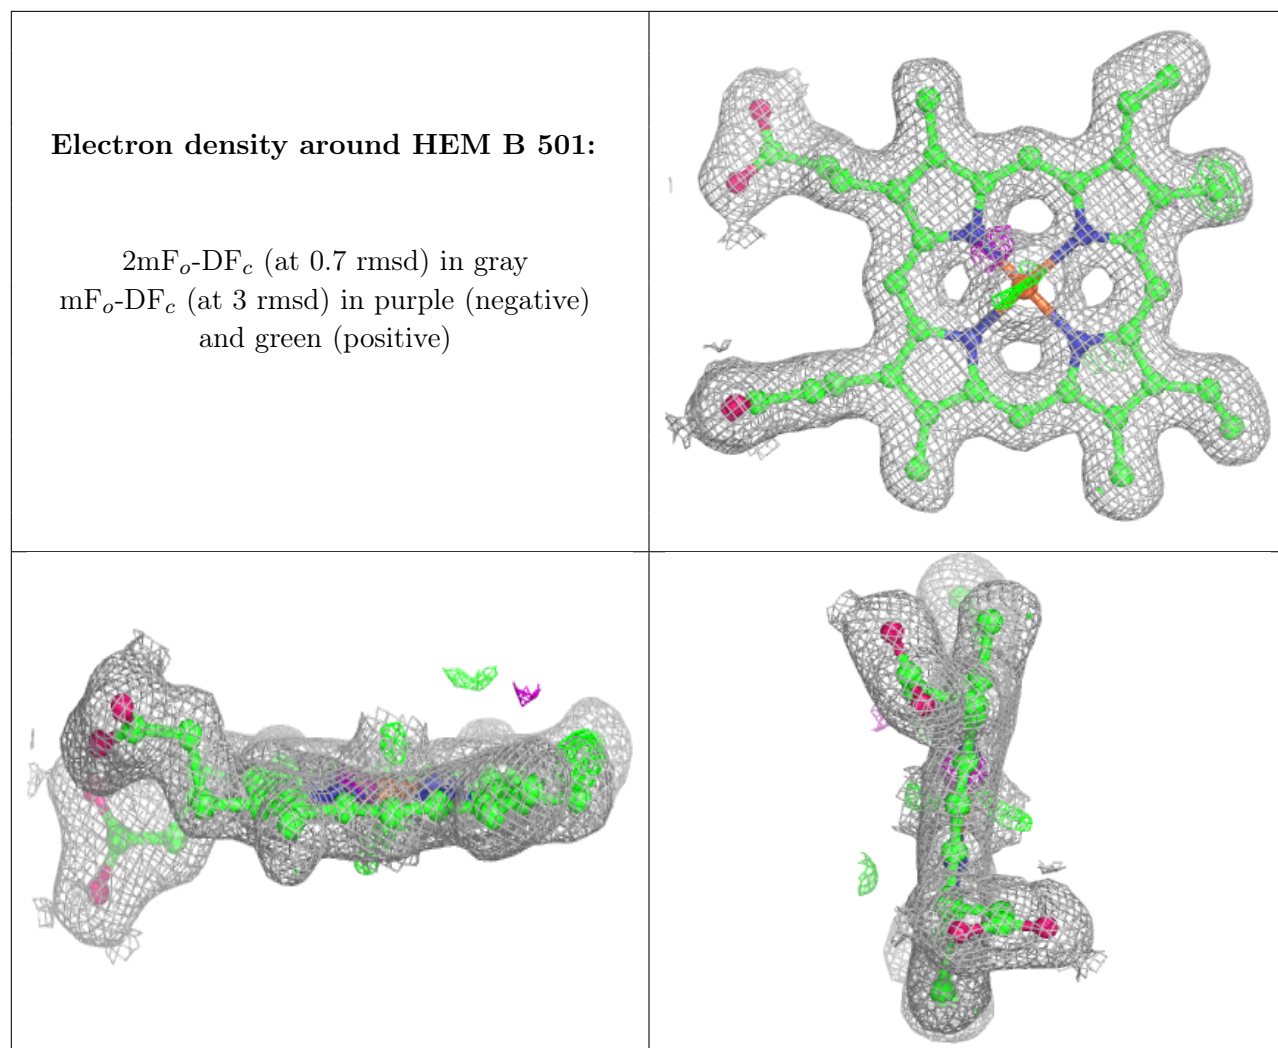 Electron density around HEM B 501:
2mFo-DFc (at 0.7 rmsd) in gray
mFo-DFc (at 3 rmsd) in purple (negative)
and green (positive)